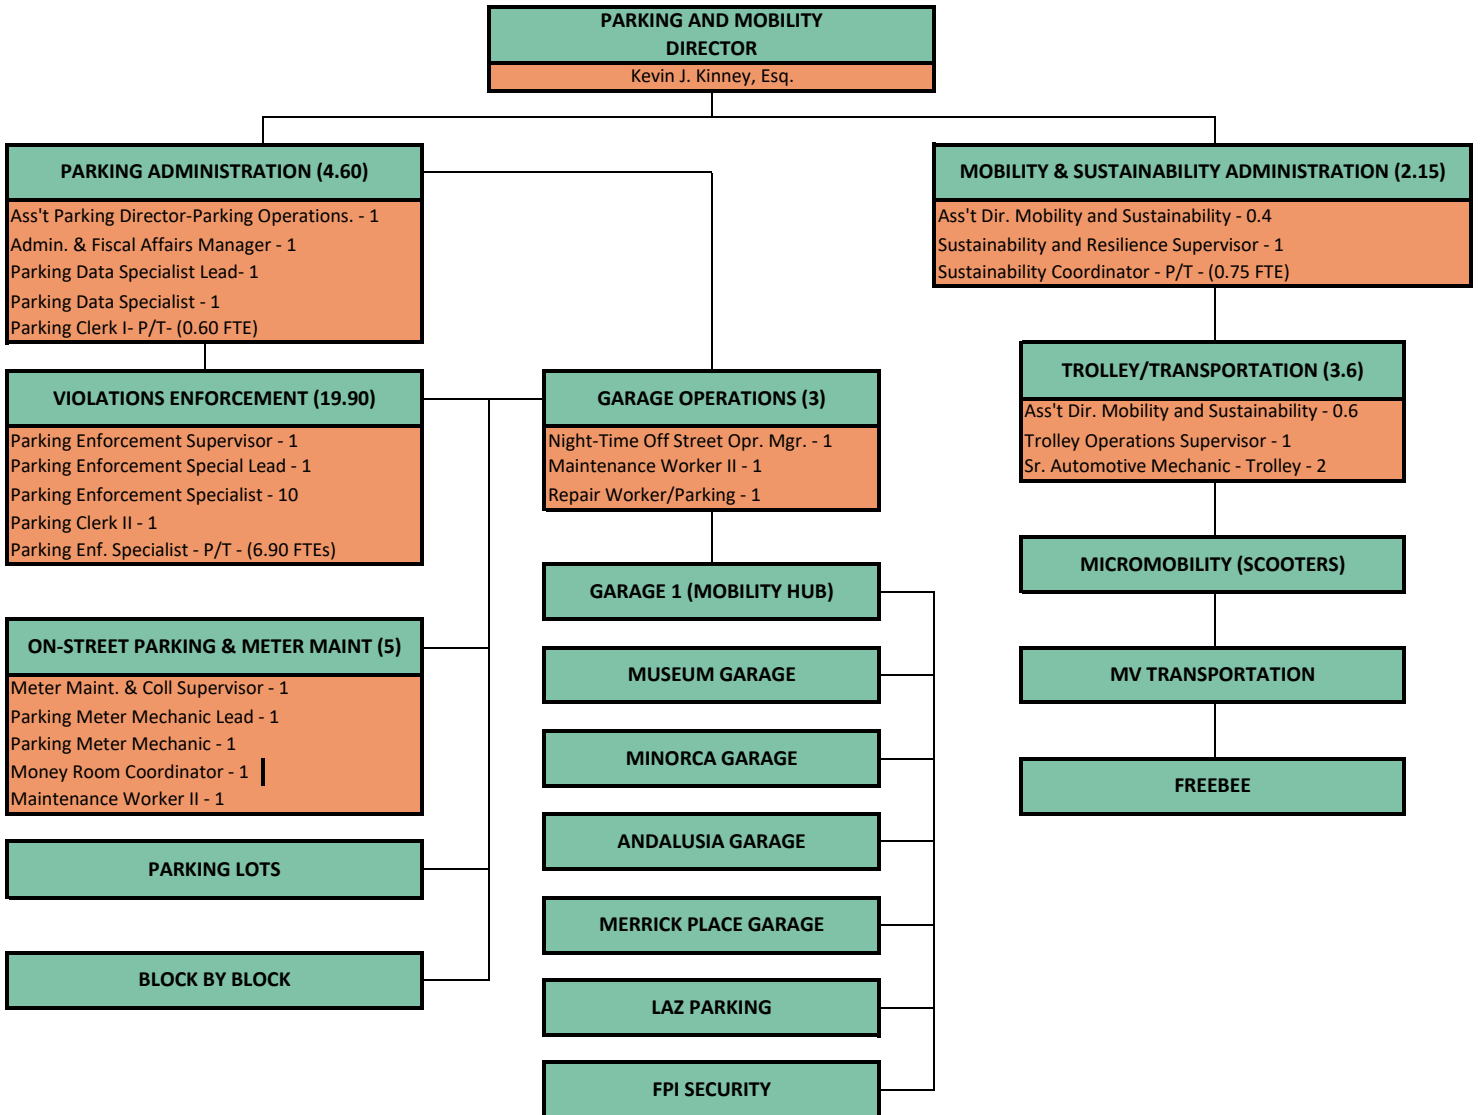 PARKING AND MOBILITY
DIRECTOR
Kevin J. Kinney, Esq.
PARKING ADMINISTRATION (4.60)
Ass't Parking Director-Parking Operations. - 1
Admin. & Fiscal Affairs Manager - 1
Parking Data Specialist Lead- 1
Parking Data Specialist - 1
Parking Clerk I- P/T- (0.60 FTE)
MOBILITY & SUSTAINABILITY ADMINISTRATION (2.15)
Ass't Dir. Mobility and Sustainability - 0.4
Sustainability and Resilience Supervisor - 1
Sustainability Coordinator - P/T - (0.75 FTE)
VIOLATIONS ENFORCEMENT (19.90)
Parking Enforcement Supervisor - 1
Parking Enforcement Special Lead - 1
Parking Enforcement Specialist - 10
Parking Clerk II - 1
Parking Enf. Specialist - P/T - (6.90 FTEs)
GARAGE OPERATIONS (3)
Night-Time Off Street Opr. Mgr. - 1
Maintenance Worker II - 1
Repair Worker/Parking - 1
TROLLEY/TRANSPORTATION (3.6)
Ass't Dir. Mobility and Sustainability - 0.6
Trolley Operations Supervisor - 1
Sr. Automotive Mechanic - Trolley - 2
ON-STREET PARKING & METER MAINT (5)
Meter Maint. & Coll Supervisor - 1
Parking Meter Mechanic Lead - 1
Parking Meter Mechanic - 1
Money Room Coordinator - 1
Maintenance Worker II - 1
PARKING LOTS
BLOCK BY BLOCK
GARAGE 1 (MOBILITY HUB)
MUSEUM GARAGE
MINORCA GARAGE
ANDALUSIA GARAGE
MERRICK PLACE GARAGE
LAZ PARKING
FPI SECURITY
MICROMOBILITY (SCOOTERS)
MV TRANSPORTATION
FREEBEE